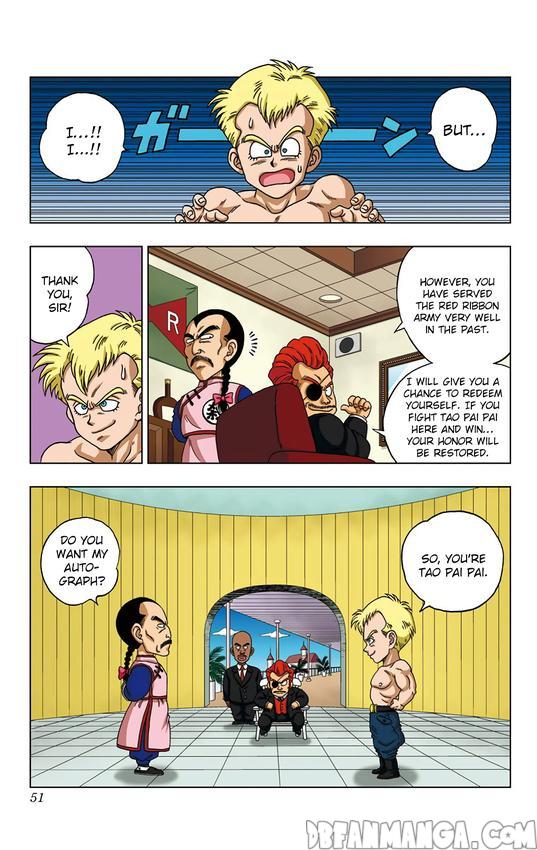 BUT...
ガーーン
I...!!
I...!!
HOWEVER, YOU
HAVE SERVED
THE RED RIBBON
ARMY VERY WELL
IN THE PAST.
I WILL GIVE YOU A
CHANCE TO REDEEM
YOURSELF. IF YOU
FIGHT TAO PAI PAI
HERE AND WIN...
YOUR HONOR WILL
BE RESTORED.
R
THANK
YOU,
SIR!
SO, YOU'RE
TAO PAI PAI.
DO YOU
WANT MY
AUTO-
GRAPH?
51
DBFANMANGA.COM